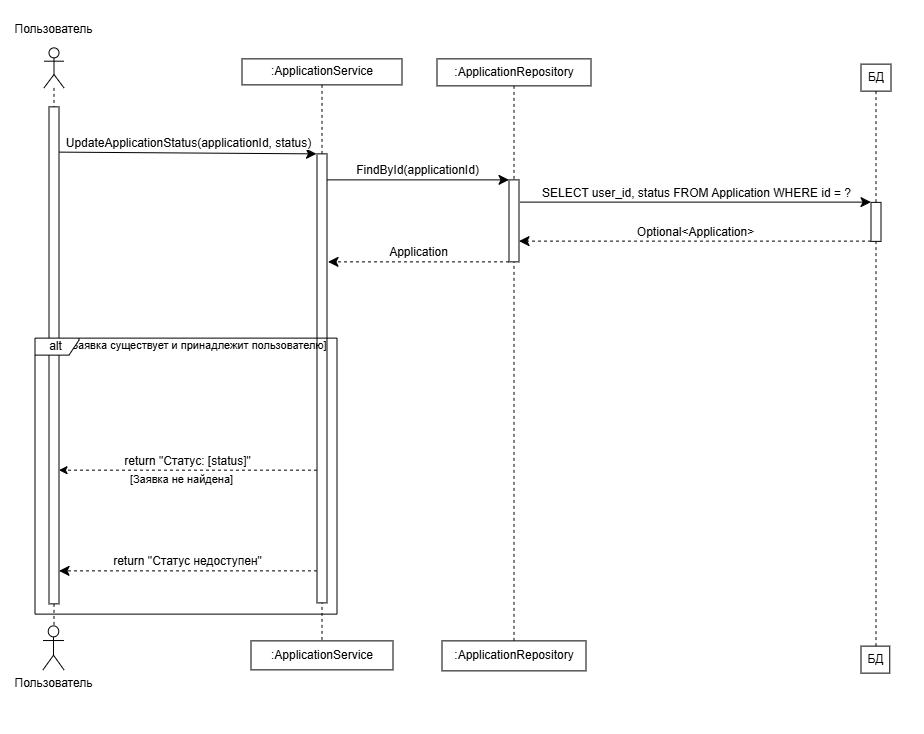 Пользователь
:ApplicationService
:ApplicationRepository
БД
UpdateApplicationStatus(applicationId, status)
FindById(applicationId)
SELECT user_id, status FROM Application WHERE id = ?
Optional<Application>
Application
alt
заявка существует и принадлежит пользователю]
return "Статус: [status]"
[Заявка не найдена]
return "Статус недоступен"
:ApplicationService
:ApplicationRepository
БД
Пользователь